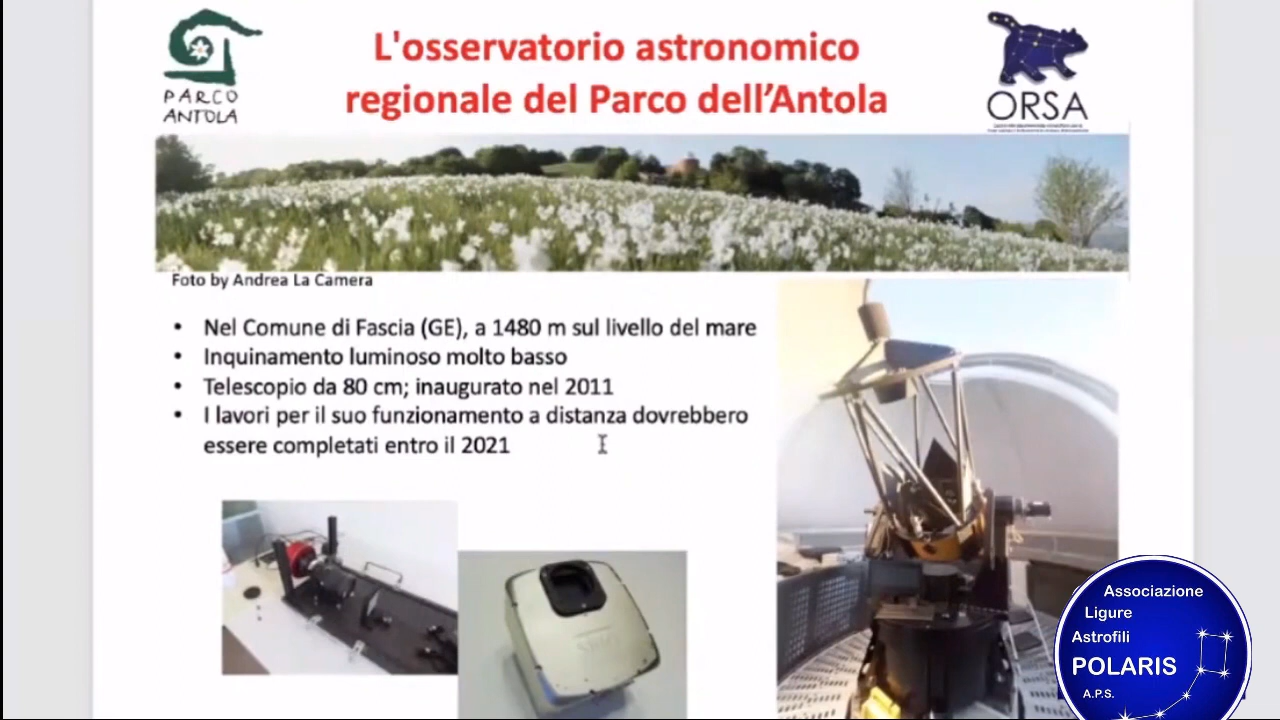 L'osservatorio astronomico
regionale del Parco dell'Antola
PARCO
ANTOLA
ORSA
Foto by Andrea La Camera
• Nel Comune di Fascia (GE), a 1480 m sul livello del mare
• Inquinamento luminoso molto basso
• Telescopio da 80 cm; inaugurato nel 2011
• I lavori per il suo funzionamento a distanza dovrebbero
essere completati entro il 2021
Associazione
Ligure
Astrofili
POLARIS
A.P.S.